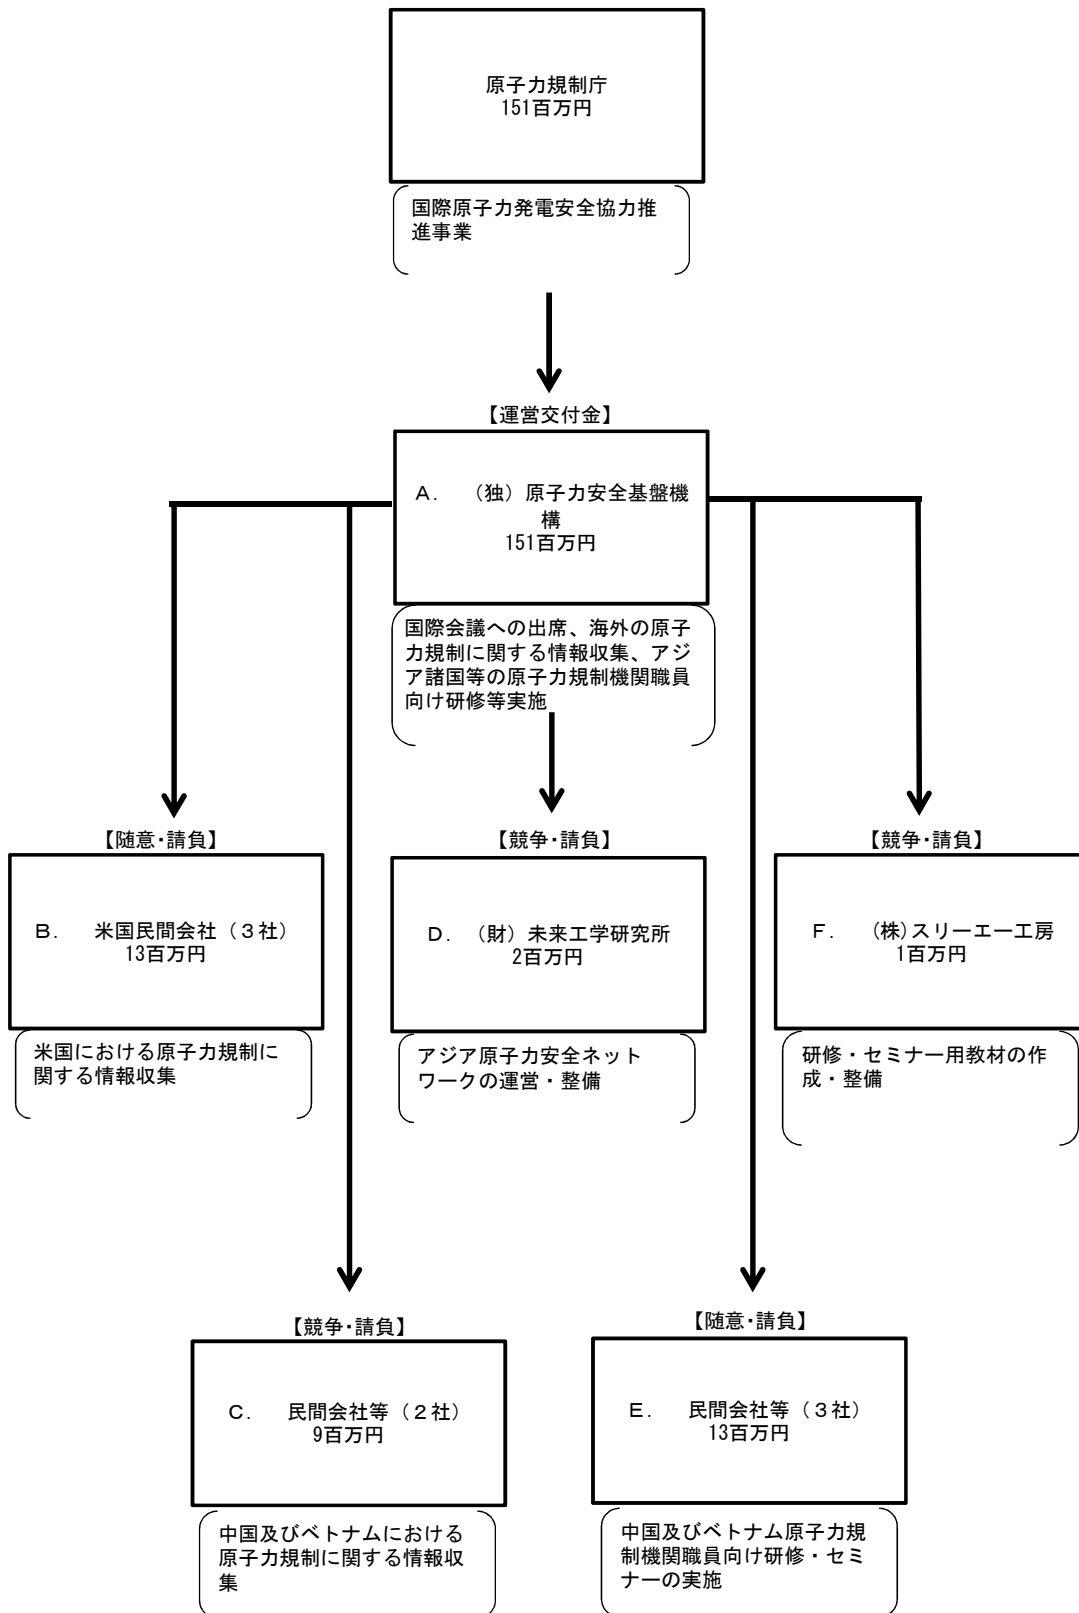 原子力規制庁
151百万円
国際原子力発電安全協力推
進事業
【運営交付金】
A. (独)原子力安全基盤機
構
151百万円
国際会議への出席、海外の原子
力規制に関する情報収集、アジ
ア諸国等の原子力規制機関職員
向け研修等実施
【随意・請負】
B. 米国民間会社(3社)
13百万円
米国における原子力規制に
関する情報収集
【競争・請負】
D. (財)未来工学研究所
2百万円
アジア原子力安全ネット
ワークの運営・整備
【競争・請負】
F. (株)スリーエー工房
1百万円
研修・セミナー用教材の作
成・整備
【競争・請負】
C. 民間会社等(2社)
9百万円
中国及びベトナムにおける
原子力規制に関する情報収
集
【随意・請負】
E. 民間会社等(3社)
13百万円
中国及びベトナム原子力規
制機関職員向け研修・セミ
ナーの実施